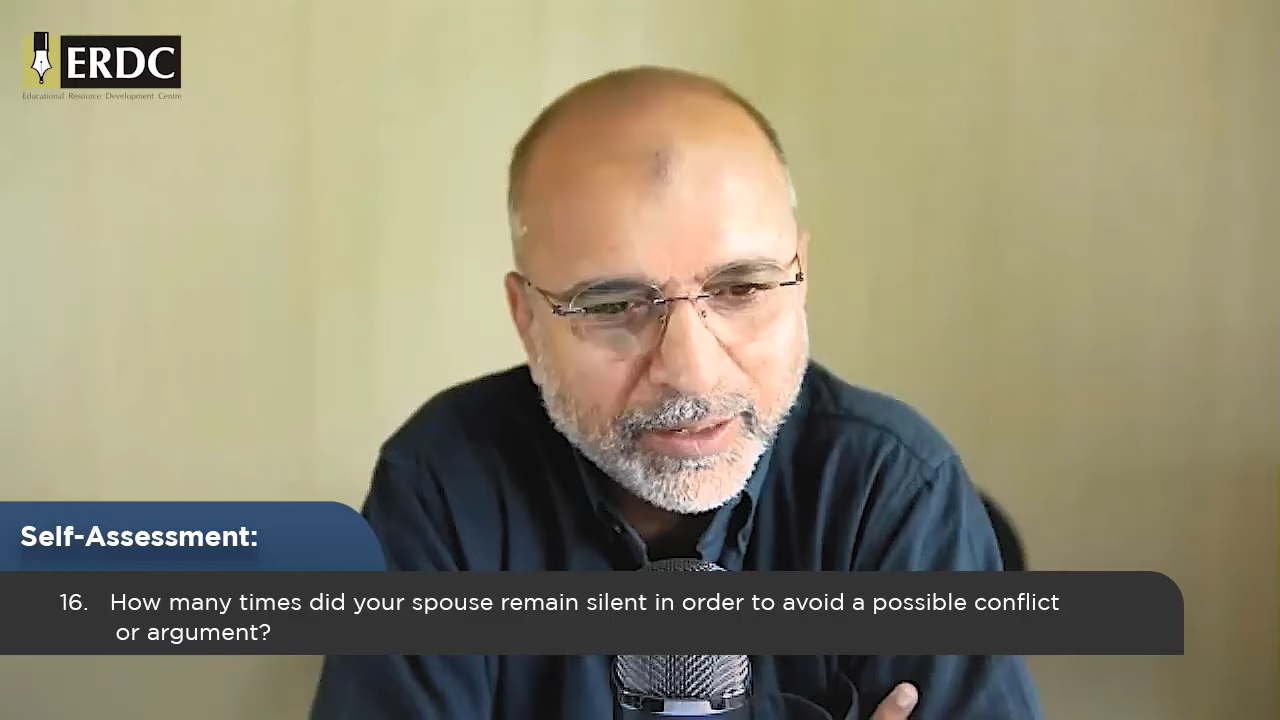 ERDC
Educational Resource Development Centre
Self-Assessment:
16. How many times did your spouse remain silent in order to avoid a possible conflict
or argument?